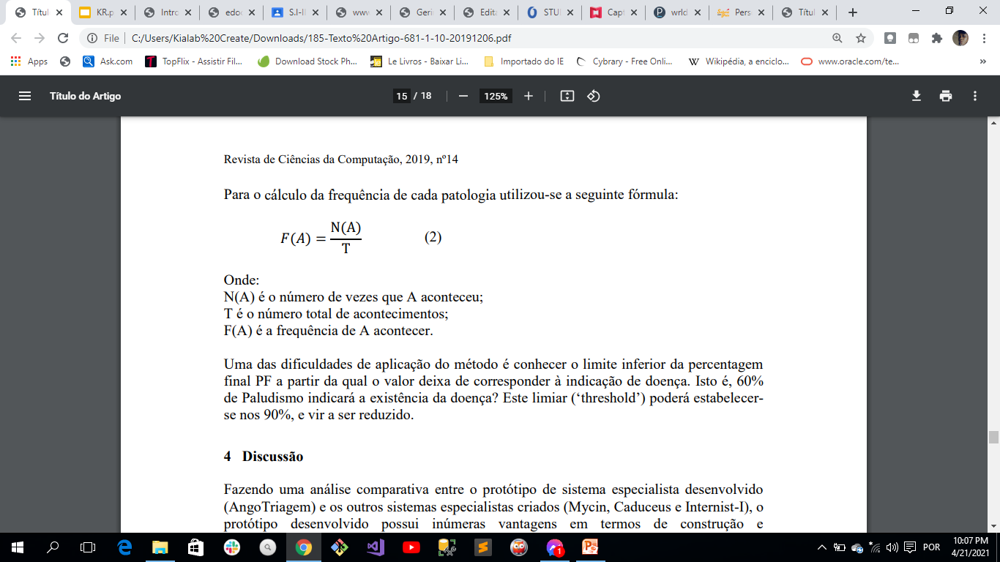 Títul
KR.p
Intro
edoc
S.I-II
www
Geri
Edita
STU
Capt
wrld
Pers
Títul
File
C:/Users/Kialab%20Create/Downloads/185-Texto%20Artigo-681-1-10-20191206.pdf
Apps
Ask.com
TopFlix - Assistir Fil...
Download Stock Ph...
Le Livros - Baixar Li...
Importado do IE
Cybrary - Free Onli...
Wikipédia, a enciclo...
www.oracle.com/te...
»
Título do Artigo
15 / 18
125%
Revista de Ciências da Computação, 2019, nº14
Para o cálculo da frequência de cada patologia utilizou-se a seguinte fórmula:
F(A) = N(A) / T (2)
Onde:
N(A) é o número de vezes que A aconteceu;
T é o número total de acontecimentos;
F(A) é a frequência de A acontecer.
Uma das dificuldades de aplicação do método é conhecer o limite inferior da percentagem
final PF a partir da qual o valor deixa de corresponder à indicação de doença. Isto é, 60%
de Paludismo indicará a existência da doença? Este limiar (‘threshold’) poderá estabelecer-
se nos 90%, e vir a ser reduzido.
4 Discussão
Fazendo uma análise comparativa entre o protótipo de sistema especialista desenvolvido
(AngoTriagem) e os outros sistemas especialistas criados (Mycin, Caduceus e Internist-I), o
protótipo desenvolvido possui inúmeras vantagens em termos de construção e
1
POR
10:07 PM
4/21/2021